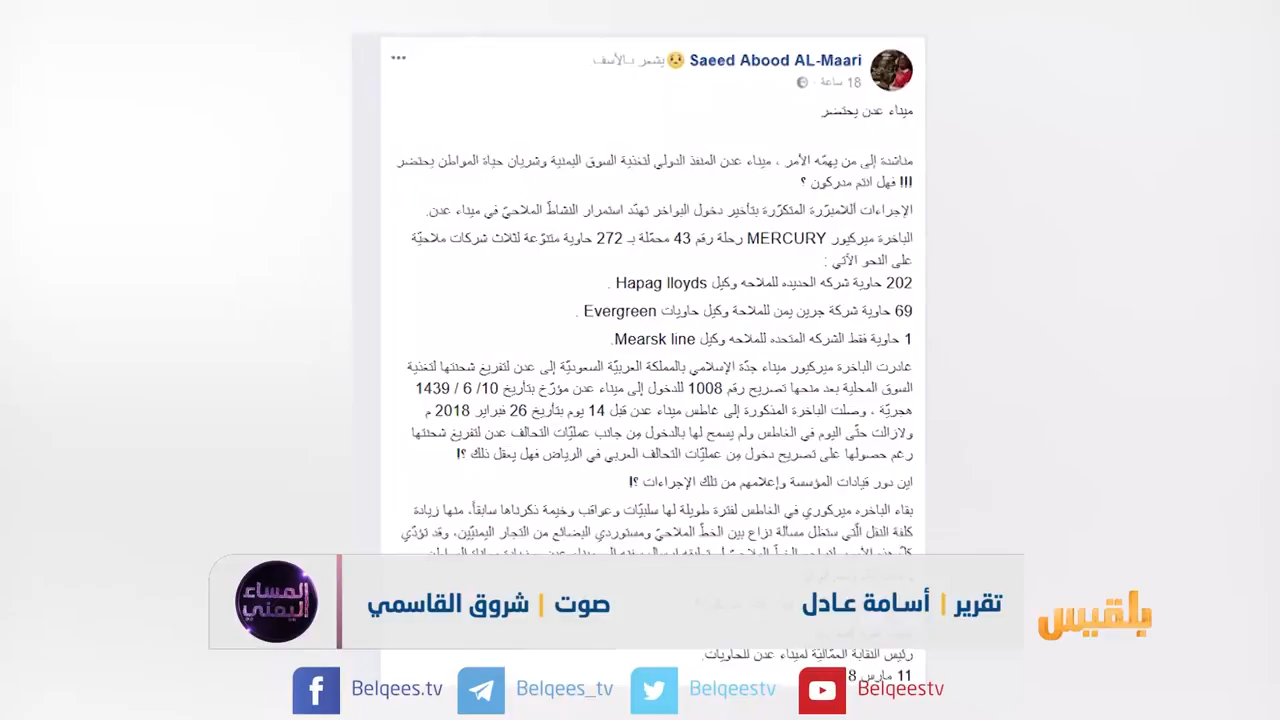 Saeed Abood AL-Maari يشعر بـالأسف
18 ساعة
ميناء عدن يحتضر
مناشدة إلى من يهمّه الأمر ، ميناء عدن المنفذ الدولي لتغذية السوق اليمنية وشريان حياة المواطن يحتضر
!!! فهل انتم مدركون ؟
الإجراءات أللامبرّرة المتكرّرة بتأخير دخول البواخر تهدّد استمرار النشاطّ الملاحيّ في ميناء عدن.
الباخرة ميركيور MERCURY رحلة رقم 43 محمّلة بـ 272 حاوية متنوّعة لثلاث شركات ملاحيّة
على النحو الأتي :
202 حاوية شركه الحديده للملاحه وكيل Hapag lloyds .
69 حاوية شركة جرين يمن للملاحة وكيل حاويات Evergreen .
1 حاوية فقط الشركه المتحده للملاحه وكيل Mearsk line.
غادرت الباخرة ميركيور ميناء جدّة الإسلامي بالمملكة العربيّة السعوديّة إلى عدن لتفريغ شحنتها لتغذية
السوق المحلية بعد منحها تصريح رقم 1008 للدخول إلى ميناء عدن مؤرّخ بتأريخ 10/ 6 / 1439
هجريّة ، وصلت الباخرة المذكورة إلى غاطس ميناء عدن قبل 14 يوم بتأريخ 26 فبراير 2018 م
ولازالت حتّى اليوم في الغاطس ولم يسمح لها بالدخول مِن جانب عمليّات التحالف عدن لتفريغ شحنتها
رغم حصولها على تصريح دخول مِن عمليّات التحالف العربي في الرياض فهل يعقل ذلك ؟!
اين دور قيادات المؤسسة وإعلامهم من تلك الإجراءات ؟!
بقاء الباخره ميركوري في الغاطس لفترة طويلة لها سلبيّات وعواقب وخيمة ذكرناها سابقاً، منها زيادة
كلفة النقل الّتي ستظل مسألة نزاع بين الخطّ الملاحيّ ومستوردي البضائع من التجار اليمنيّين، وقد تؤدّي
المساء اليمني
تقرير | أسامة عادل
صوت | شروق القاسمي
بلقيس
رئيس النقابة العمّاليّة لميناء عدن للحاويات.
11 مارس
Belqees.tv
Belqees_tv
Belqeestv
Belqeestv